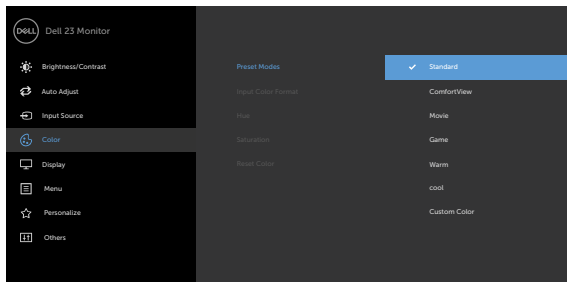 DELL
Dell 23 Monitor
Brightness/Contrast
Auto Adjust
Input Source
Color
Display
Menu
Personalize
Others
Preset Modes
Input Color Format
Hue
Saturation
Reset Color
Standard
ComfortView
Movie
Game
Warm
cool
Custom Color